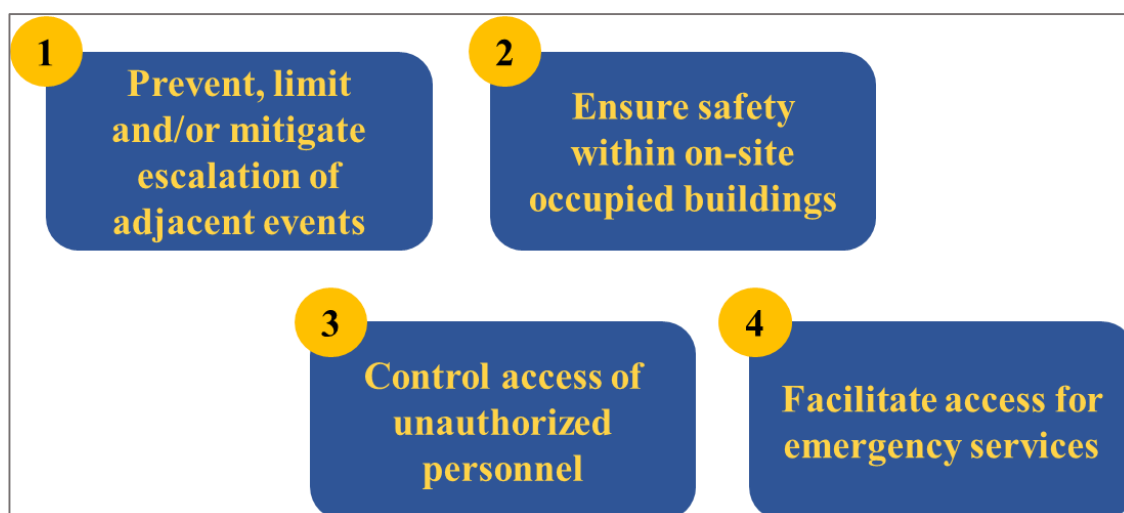 1
Prevent, limit
and/or mitigate
escalation of
adjacent events
2
Ensure safety
within on-site
occupied buildings
3
Control access of
unauthorized
personnel
4
Facilitate access for
emergency services